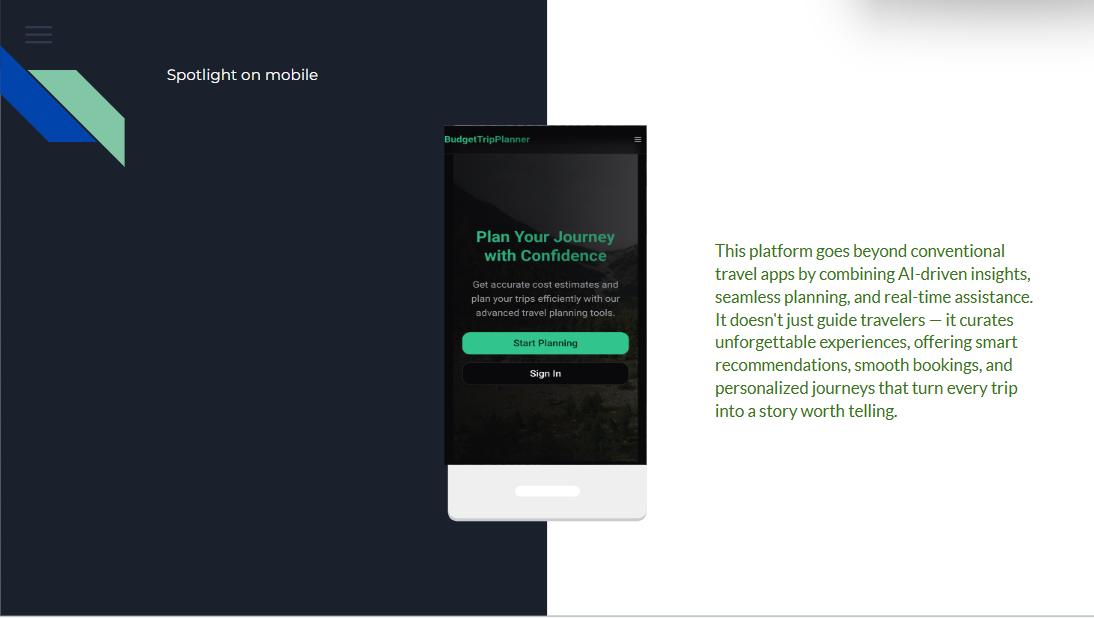 Spotlight on mobile
BudgetTripPlanner
Plan Your Journey
with Confidence
Get accurate cost estimates and
plan your trips efficiently with our
advanced travel planning tools.
Start Planning
Sign In
This platform goes beyond conventional
travel apps by combining AI-driven insights,
seamless planning, and real-time assistance.
It doesn't just guide travelers — it curates
unforgettable experiences, offering smart
recommendations, smooth bookings, and
personalized journeys that turn every trip
into a story worth telling.